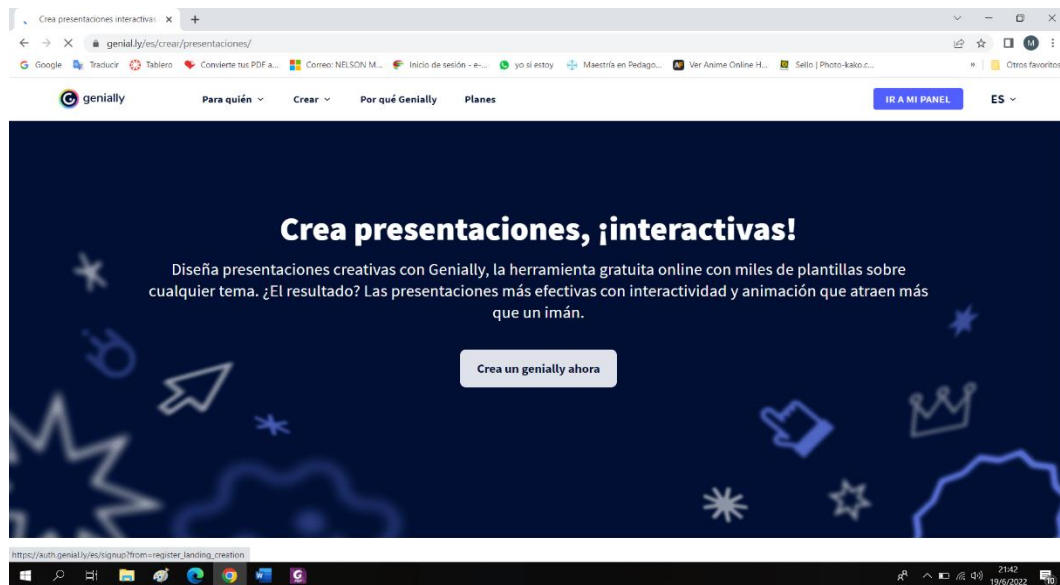 Crea presentaciones interactivas
genial.ly/es/crear/presentaciones/
Google Traducir Tablero Convierte tus PDF a... Correo: NELSON M... Inicio de sesión - e-... yo si estoy Maestría en Pedago... Ver Anime Online H... Sello | Photo-kako.c... » Otros favoritos
genially Para quién Crear Por qué Genially Planes IR A MI PANEL ES
Crea presentaciones, ¡interactivas!
Diseña presentaciones creativas con Genially, la herramienta gratuita online con miles de plantillas sobre
cualquier tema. ¿El resultado? Las presentaciones más efectivas con interactividad y animación que atraen más
que un imán.
Crea un genially ahora
https://auth.genial.ly/es/signup?from=register_landing_creation
21:42
19/6/2022